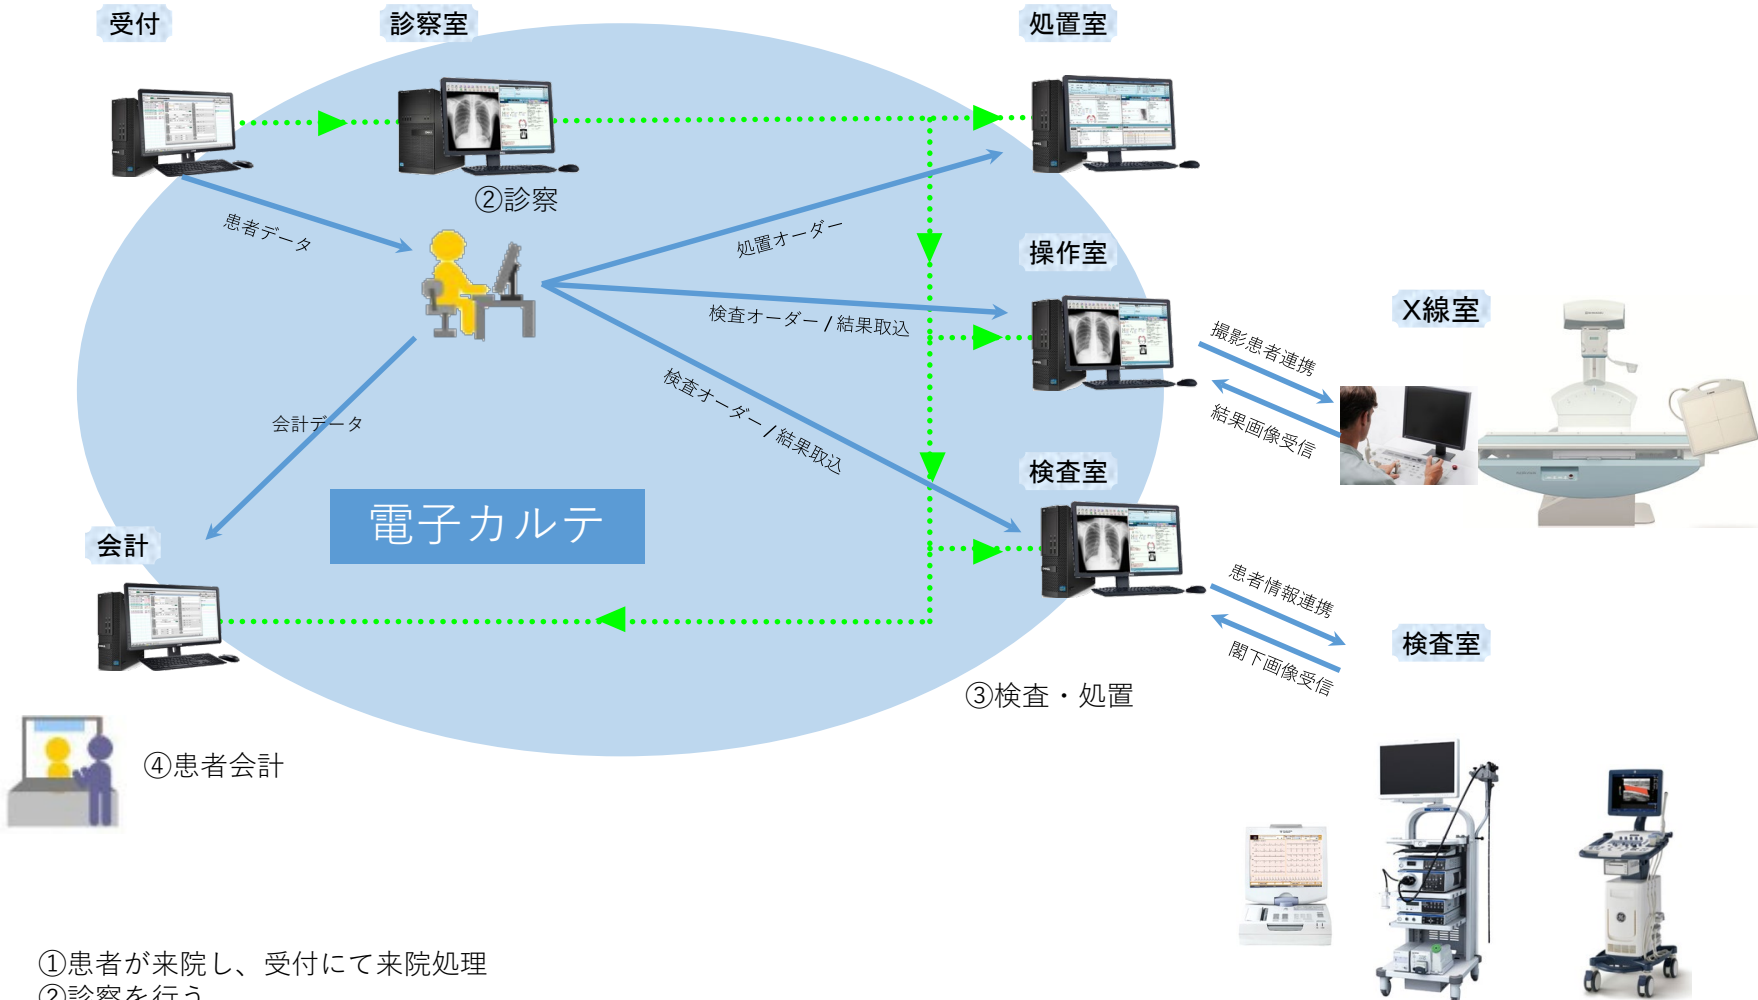 受付
診察室
処置室
②診察
患者データ
処置オーダー
操作室
検査オーダー / 結果取込
X線室
撮影患者連携
結果画像受信
検査オーダー / 結果取込
会計データ
検査室
電子カルテ
会計
患者情報連携
閣下画像受信
検査室
③検査・処置
④患者会計
①患者が来院し、受付にて来院処理
②診察を行う